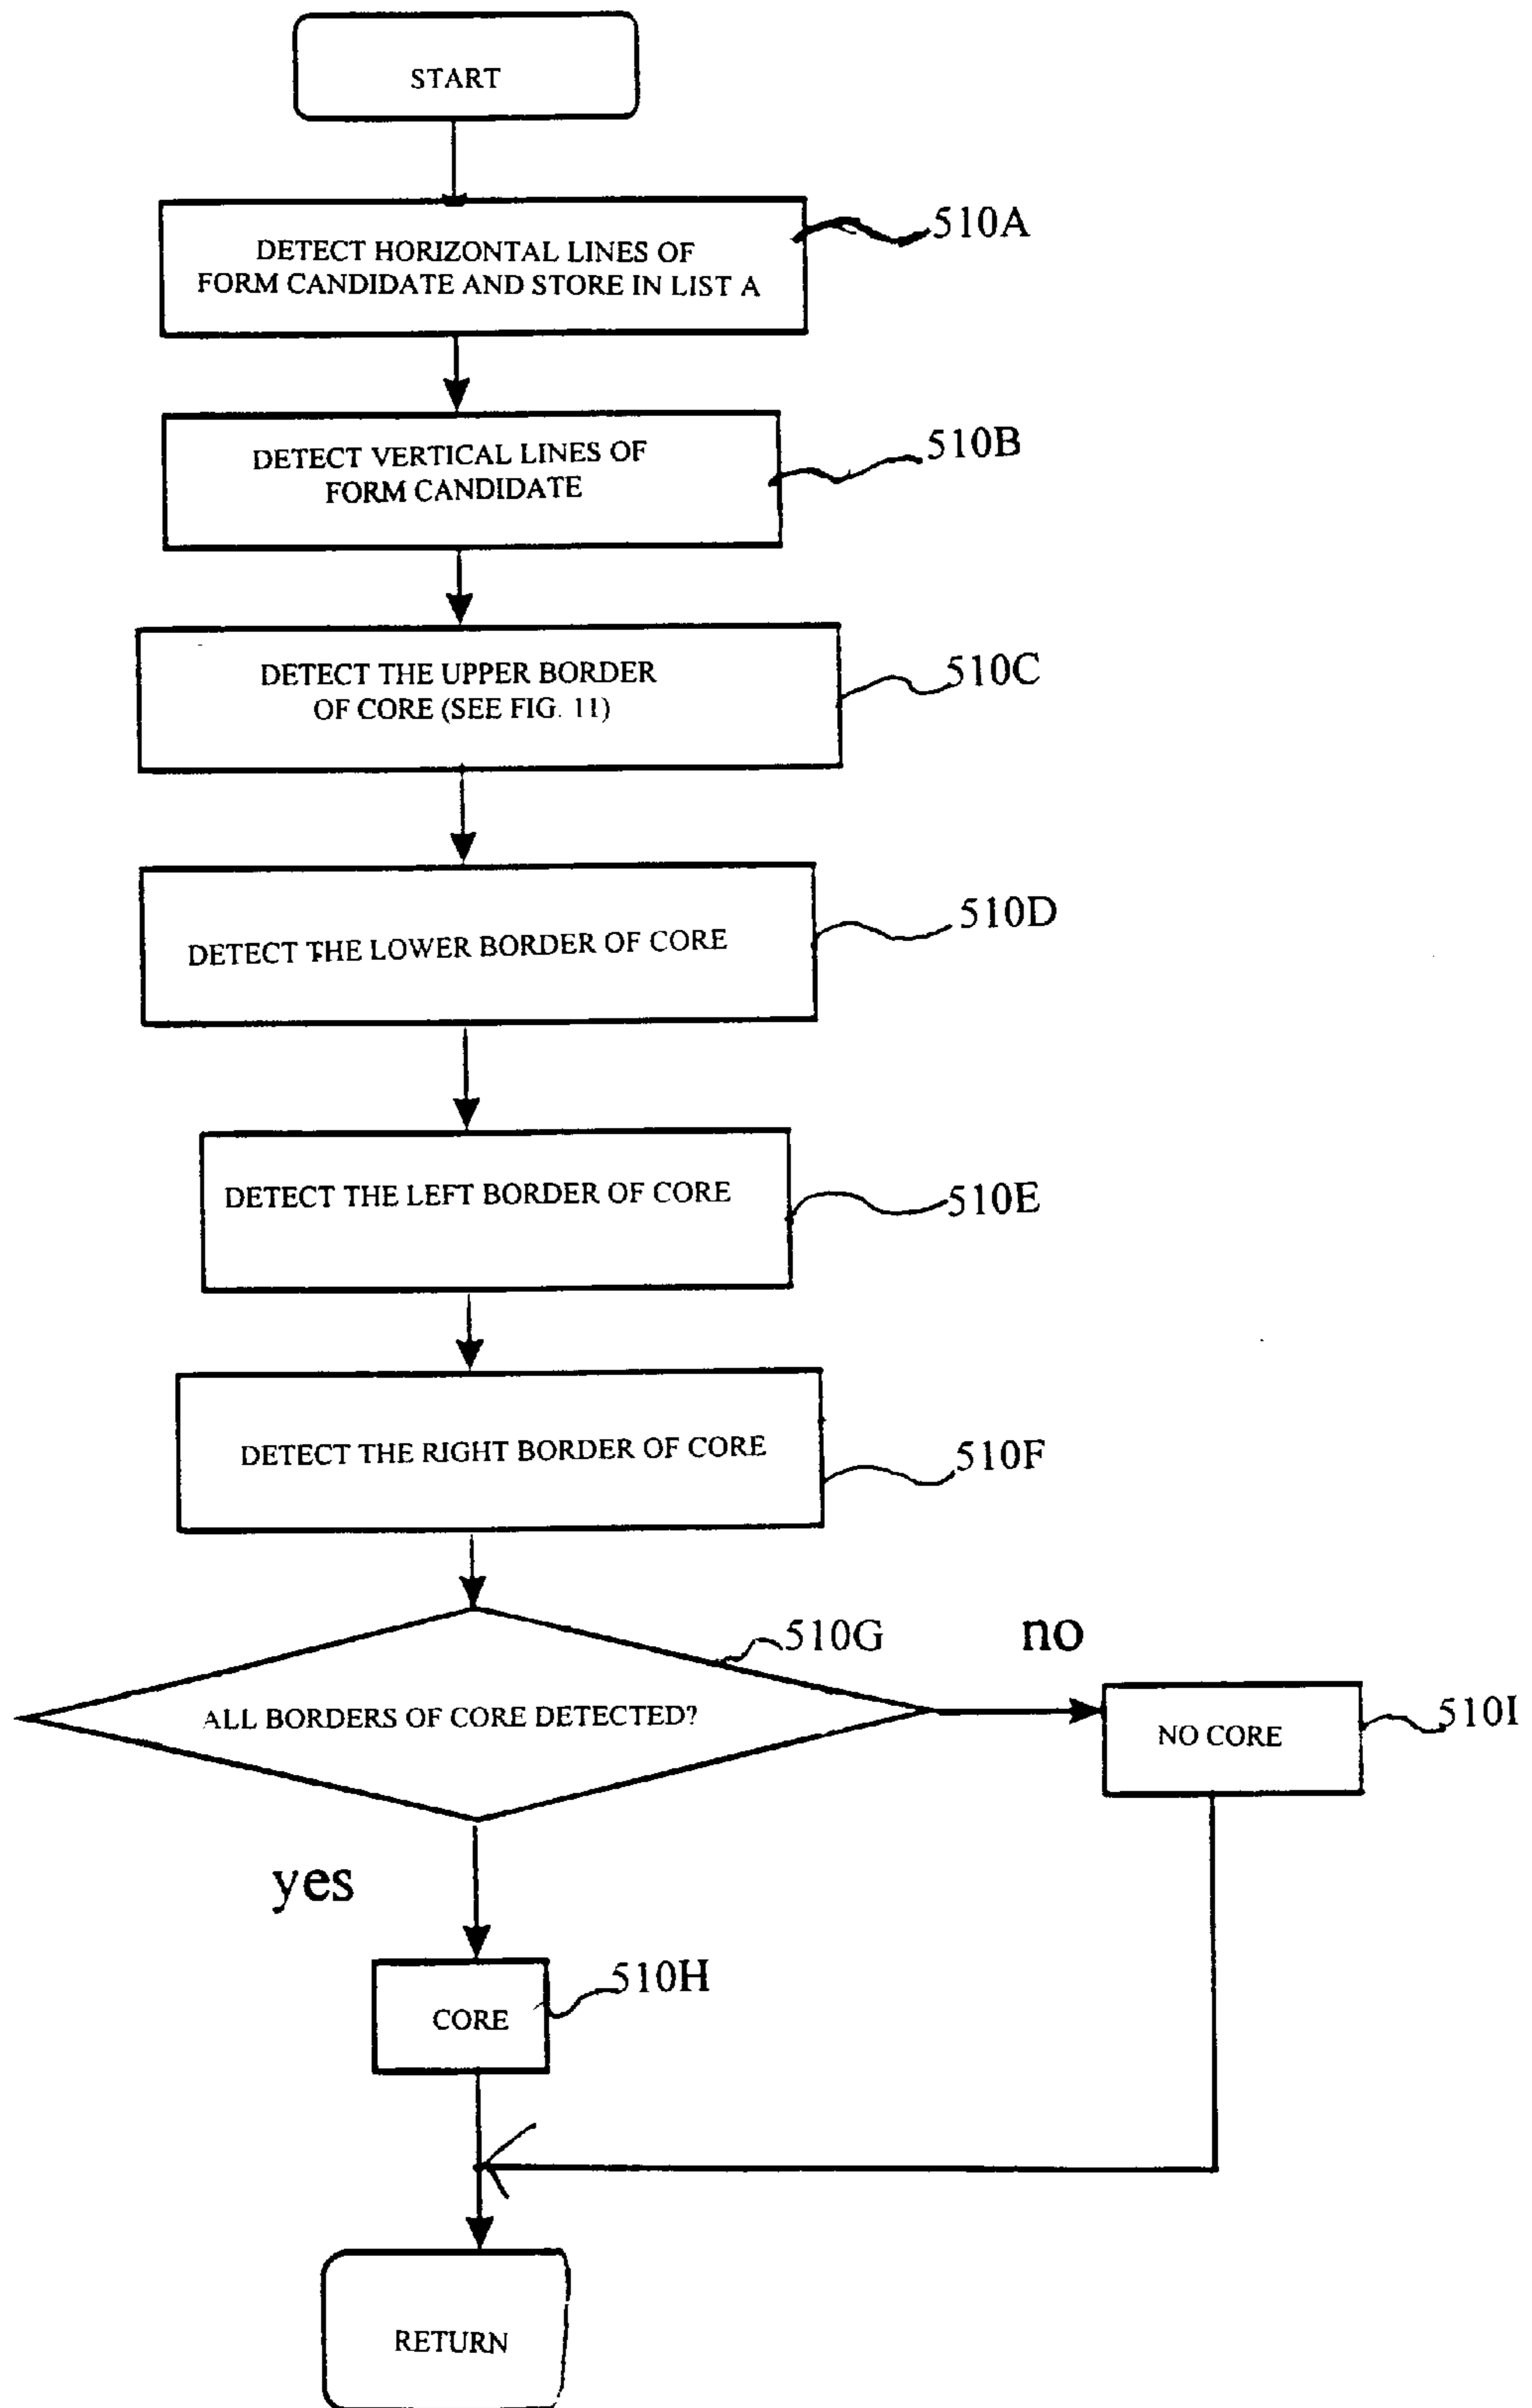 START
DETECT HORIZONTAL LINES OF
FORM CANDIDATE AND STORE IN LIST A
510A
DETECT VERTICAL LINES OF
FORM CANDIDATE
510B
DETECT THE UPPER BORDER
OF CORE (SEE FIG. 11)
510C
DETECT THE LOWER BORDER OF CORE
510D
DETECT THE LEFT BORDER OF CORE
510E
DETECT THE RIGHT BORDER OF CORE
510F
ALL BORDERS OF CORE DETECTED?
510G
no
NO CORE
510I
yes
CORE
510H
RETURN